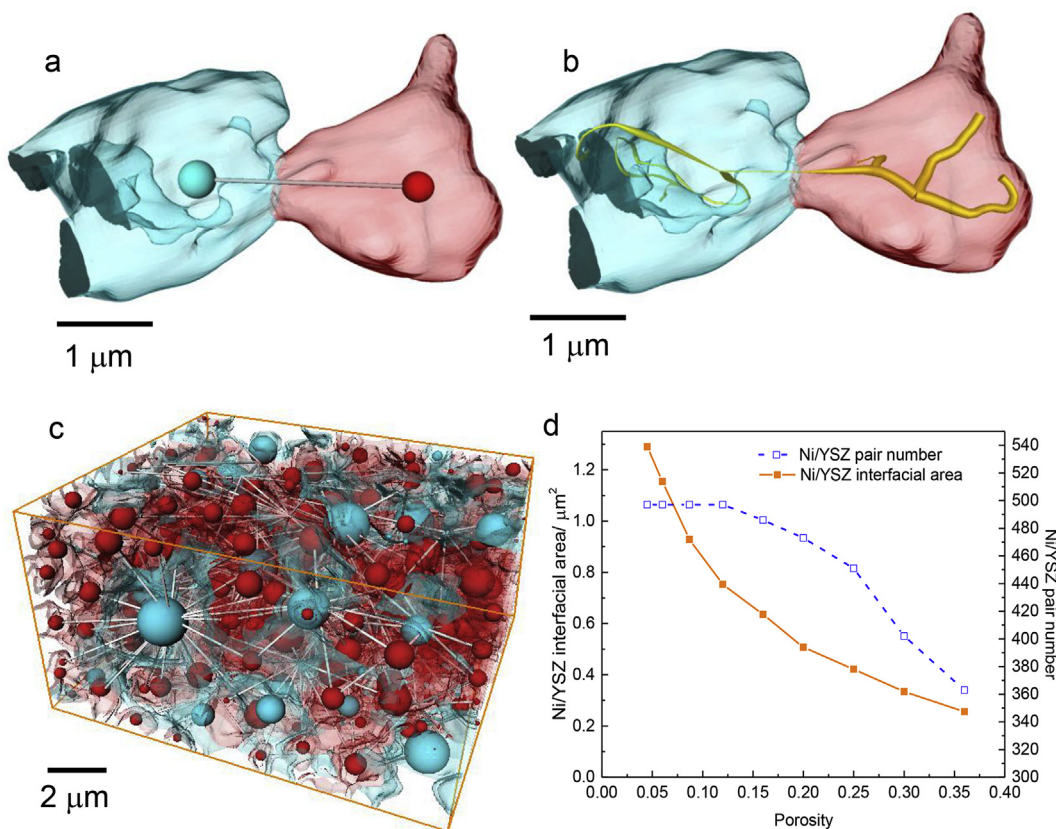 a
b
1 μm
1 μm
c
2 μm
d
Ni/YSZ pair number
Ni/YSZ interfacial area
Ni/YSZ interfacial area/ μm²
1.2
1.0
0.8
0.6
0.4
0.2
0.0
540
520
500
480
460
440
420
400
380
360
340
320
300
Ni/YSZ pair number
0.00 0.05 0.10 0.15 0.20 0.25 0.30 0.35 0.40
Porosity